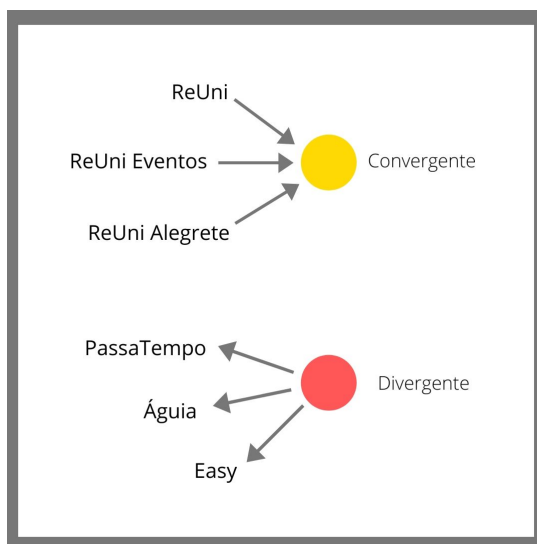 ReUni
ReUni Eventos
Convergente
ReUni Alegrete
PassaTempo
Divergente
Águia
Easy